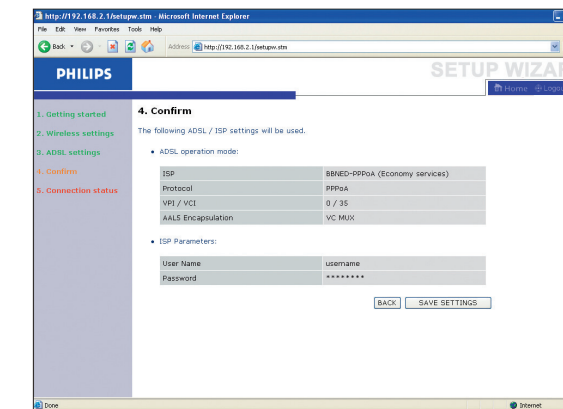 http://192.168.2.1/setupw.stm - Microsoft Internet Explorer
File Edit View Favorites Tools Help
Back Address http://192.168.2.1/setupw.stm
PHILIPS
SETUP WIZAR
Home Logou
1. Getting started
2. Wireless settings
3. ADSL settings
4. Confirm
5. Connection status
4. Confirm
The following ADSL / ISP settings will be used.
• ADSL operation mode:
ISP BBNED-PPPoA (Economy services)
Protocol PPPoA
VPI / VCI 0 / 35
AAL5 Encapsulation VC MUX
• ISP Parameters:
User Name username
Password ********
BACK SAVE SETTINGS
Done Internet